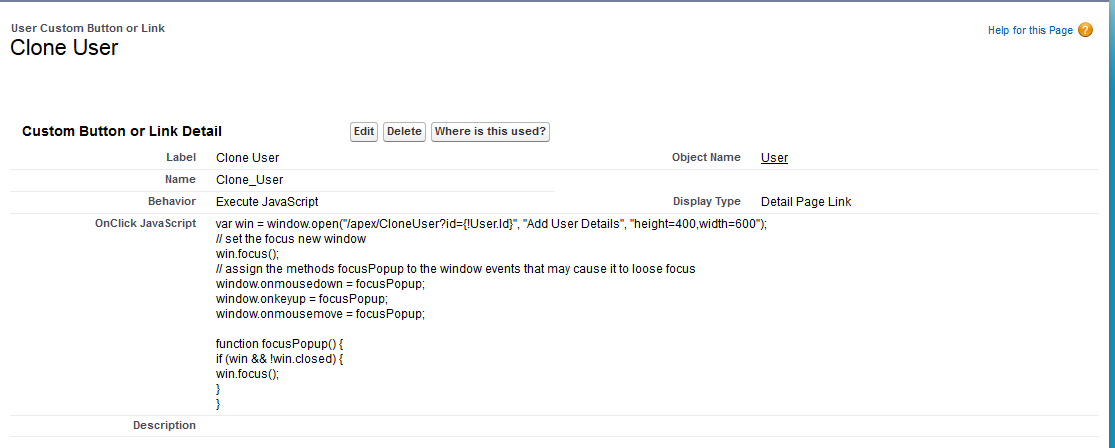 User Custom Button or Link
Clone User
Help for this Page ?
Custom Button or Link Detail
Edit Delete Where is this used?
Label Clone User Object Name User
Name Clone_User
Behavior Execute JavaScript Display Type Detail Page Link
OnClick JavaScript var win = window.open("/apex/CloneUser?id={!User.Id}", "Add User Details", "height=400,width=600");
// set the focus new window
win.focus();
// assign the methods focusPopup to the window events that may cause it to loose focus
window.onmousedown = focusPopup;
window.onkeyup = focusPopup;
window.onmousemove = focusPopup;
function focusPopup() {
if (win && !win.closed) {
win.focus();
}
}
Description